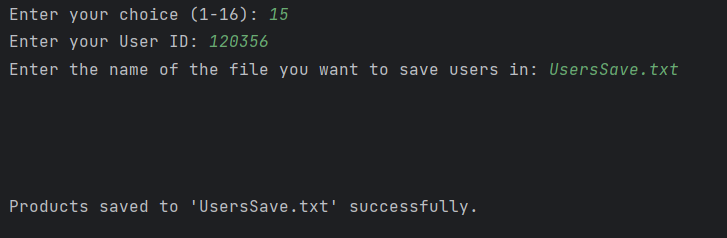 Enter your choice (1-16): 15
Enter your User ID: 120356
Enter the name of the file you want to save users in: UsersSave.txt
Products saved to 'UsersSave.txt' successfully.